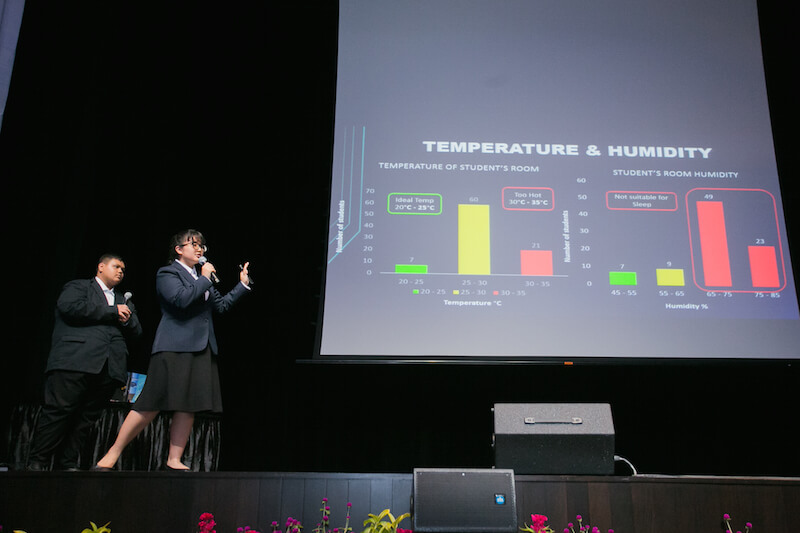 TEMPERATURE & HUMIDITY
TEMPERATURE OF STUDENT'S ROOM
Number of students
70
60
50
40
30
20
10
0
Ideal Temp
20°C - 25°C
Too Hot
30°C - 35°C
7
60
21
20 - 25
25 - 30
30 - 35
20 - 25 25 - 30 30 - 35
Temperature °C
STUDENT'S ROOM HUMIDITY
Number of students
60
50
40
30
20
10
0
Not suitable for
Sleep
7
9
49
23
45 - 55
55 - 65
65 - 75
75 - 85
Humidity %